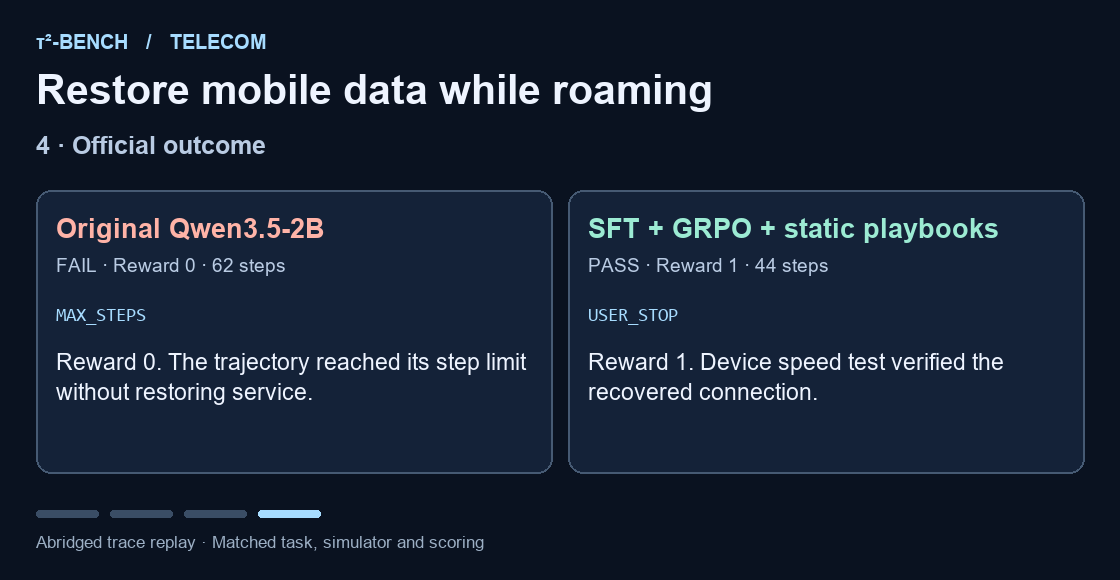 τ²-BENCH / TELECOM
Restore mobile data while roaming
4 · Official outcome
Original Qwen3.5-2B
FAIL · Reward 0 · 62 steps
MAX_STEPS
Reward 0. The trajectory reached its step limit
without restoring service.
SFT + GRPO + static playbooks
PASS · Reward 1 · 44 steps
USER_STOP
Reward 1. Device speed test verified the
recovered connection.
Abridged trace replay · Matched task, simulator and scoring